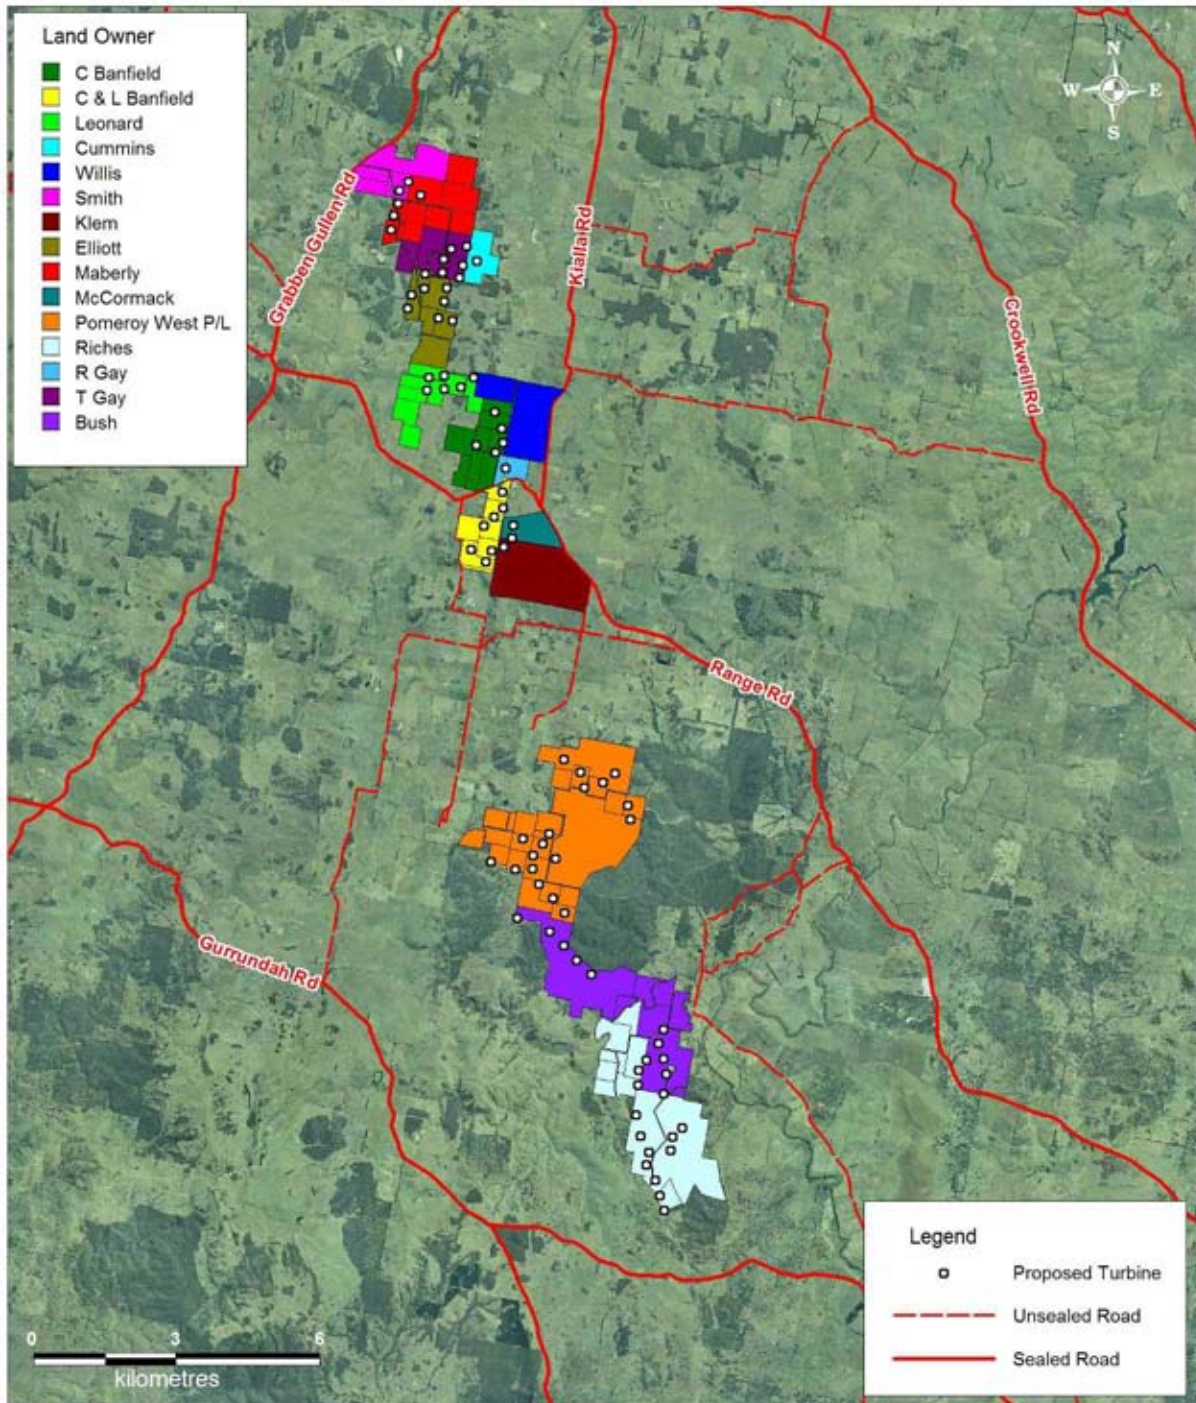 Land Owner
C Banfield
C & L Banfield
Leonard
Cummins
Willis
Smith
Klem
Elliott
Maberly
McCormack
Pomeroy West P/L
Riches
R Gay
T Gay
Bush
N
W E
S
Grabben Gullen Rd
Kialla Rd
Crookwell Rd
Range Rd
Gurrundah Rd
Legend
Proposed Turbine
Unsealed Road
Sealed Road
0 3 6
kilometres